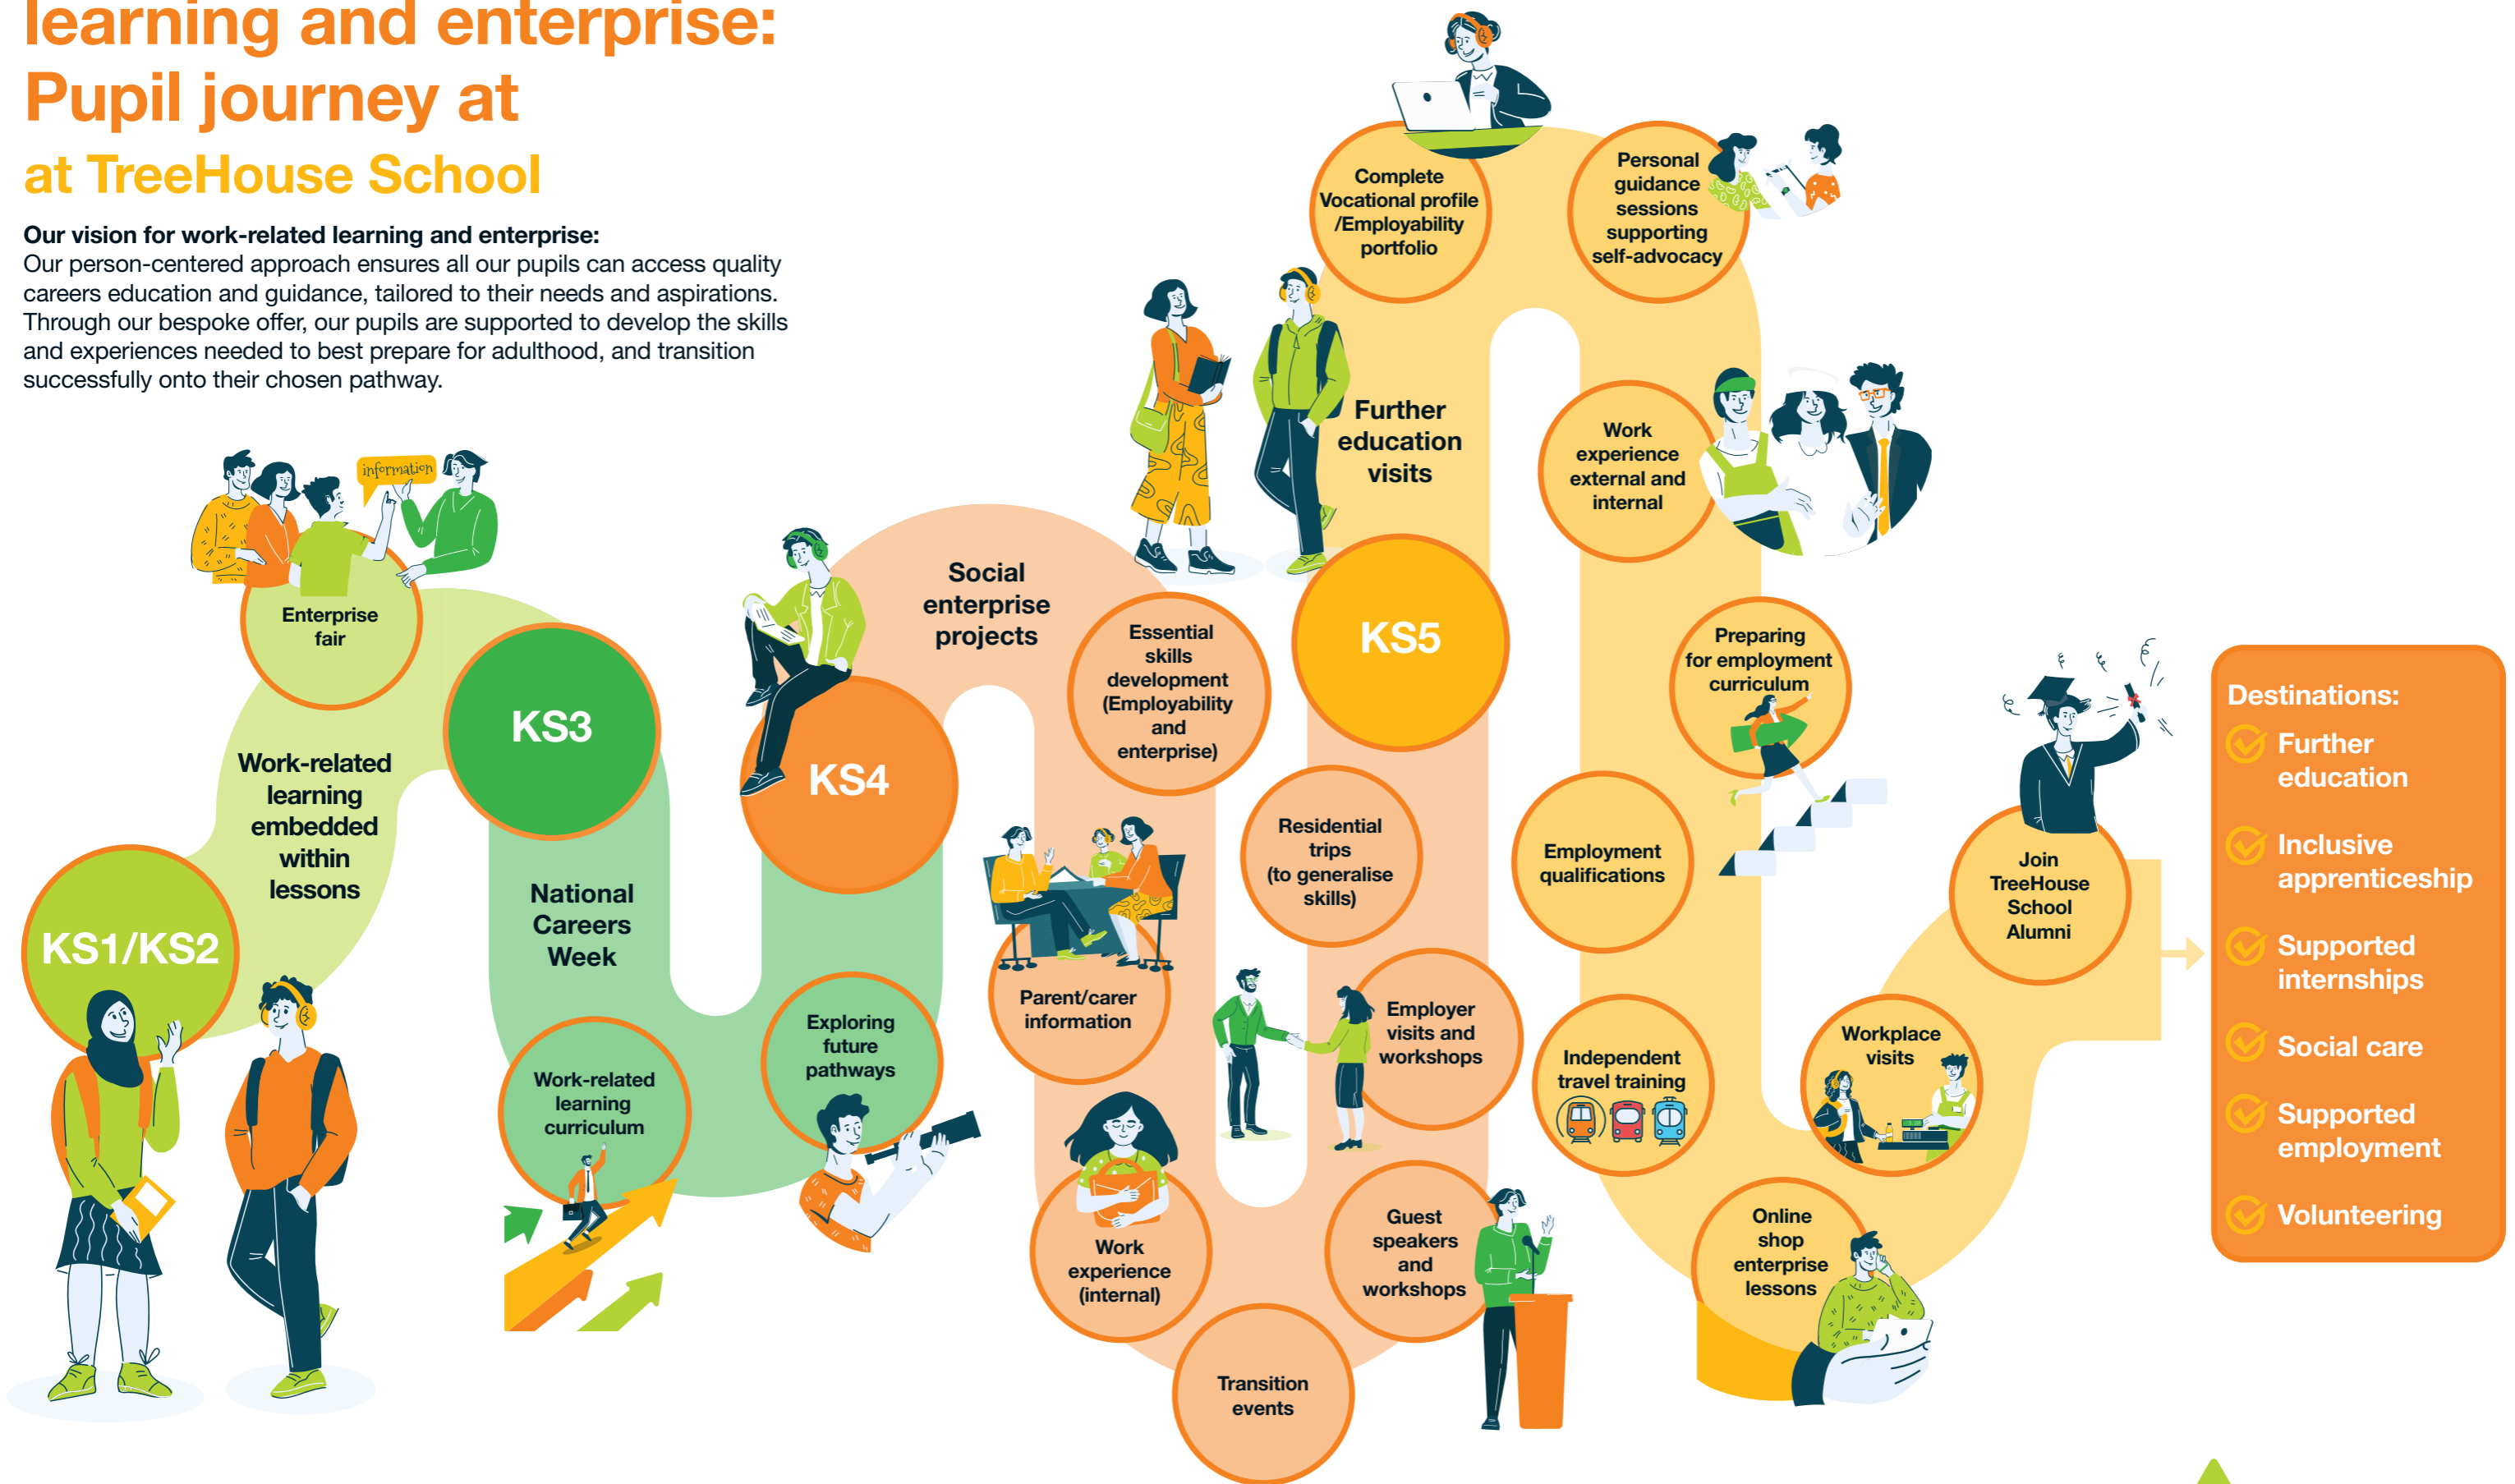 learning and enterprise:
Pupil journey at
at TreeHouse School
Our vision for work-related learning and enterprise:
Our person-centered approach ensures all our pupils can access quality
careers education and guidance, tailored to their needs and aspirations.
Through our bespoke offer, our pupils are supported to develop the skills
and experiences needed to best prepare for adulthood, and transition
successfully onto their chosen pathway.
KS1/KS2
Work-related
learning
embedded
within
lessons
information
Enterprise
fair
KS3
National
Careers
Week
Work-related
learning
curriculum
Exploring
future
pathways
KS4
Social
enterprise
projects
Essential
skills
development
(Employability
and
enterprise)
Parent/carer
information
Work
experience
(internal)
Transition
events
Guest
speakers
and
workshops
Employer
visits and
workshops
Residential
trips
(to generalise
skills)
KS5
Further
education
visits
Complete
Vocational profile
/Employability
portfolio
Personal
guidance
sessions
supporting
self-advocacy
Work
experience
external and
internal
Preparing
for employment
curriculum
Employment
qualifications
Independent
travel training
Online
shop
enterprise
lessons
Workplace
visits
Join
TreeHouse
School
Alumni
Destinations:
Further
education
Inclusive
apprenticeship
Supported
internships
Social care
Supported
employment
Volunteering